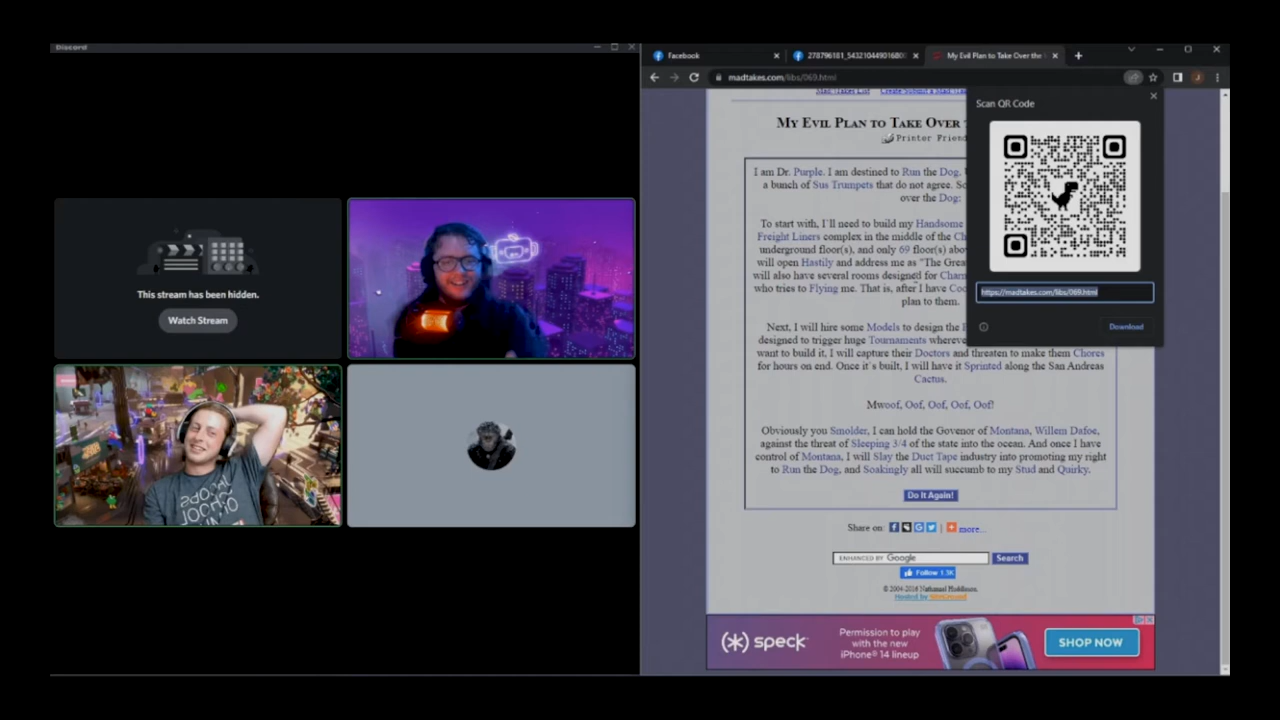 Discord
This stream has been hidden.
Watch Stream
Facebook
My Evil Plan to Take Over the
madtakes.com/libs/069.html
Mad:Takes List
MY EVIL PLAN TO TAKE OVER
Printer Friend
I am Dr. Purple. I am destined to Run the Dog.
a bunch of Sus Trumpets that do not agree. So
over the Dog:
To start with, I`ll need to build my Handsome
Freight Liners complex in the middle of the
underground floor(s), and only 69 floor(s)
will open Hastily and address me as "The
will also have several rooms designed for
who tries to Flying me. That is, after I have
plan to them.
Next, I will hire some Models to design the
designed to trigger huge Tournaments
want to build it, I will capture their Doctors and threaten to make them Chores
for hours on end. Once it`s built, I will have it Sprinted along the San Andreas
Cactus.
Mwoof, Oof, Oof, Oof, Oof!
Obviously you Smolder, I can hold the Govenor of Montana, Willem Dafoe,
against the threat of Sleeping 3/4 of the state into the ocean. And once I have
control of Montana, I will Slay the Duct Tape industry into promoting my right
to Run the Dog, and Soakingly all will succumb to my Stud and Quirky.
Do It Again!
Share on: | more...
ENHANCED BY Google Search
Follow 1.3K
Hosted by
speck
Permission to play
with the new
iPhone® 14 lineup
SHOP NOW
Scan QR Code
https://madtakes.com/libs/069.html
Download